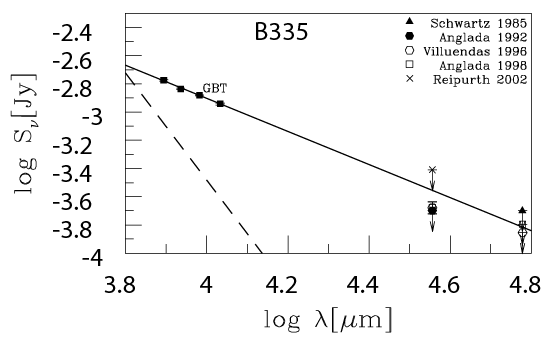 B335
Schwartz 1985
Anglada 1992
Villuendas 1996
Anglada 1998
Reipurth 2002
GBT
log Sν[Jy]
-2.4
-2.6
-2.8
-3
-3.2
-3.4
-3.6
-3.8
-4
3.8
4
4.2
4.4
4.6
4.8
log λ[μm]